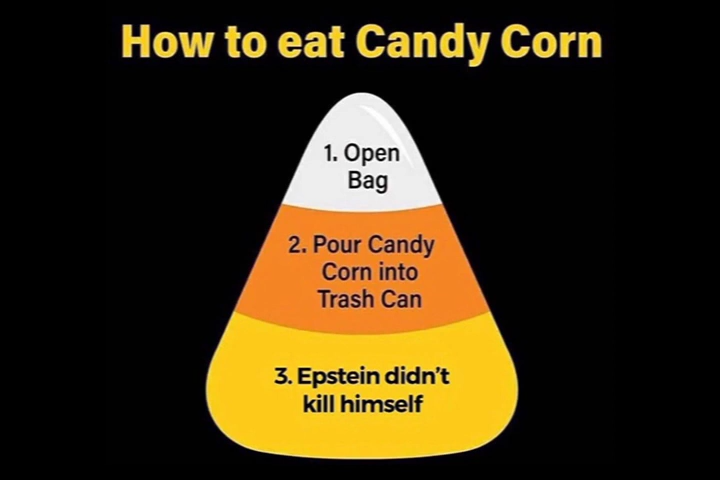 How to eat Candy Corn
1. Open
Bag
2. Pour Candy
Corn into
Trash Can
3. Epstein didn't
kill himself